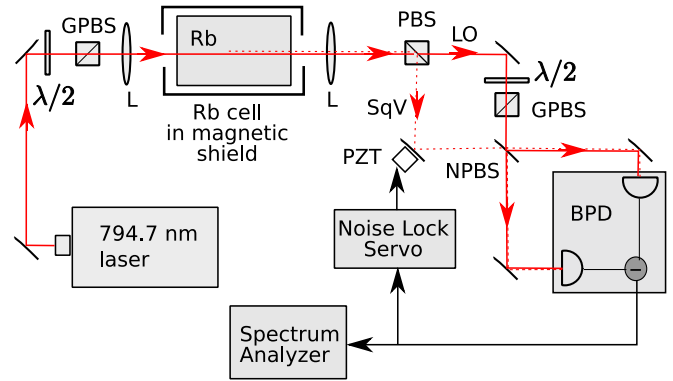 GPBS
Rb
PBS
LO
λ/2
L
L
λ/2
Rb cell
in magnetic
shield
SqV
GPBS
PZT
NPBS
BPD
794.7 nm
laser
Noise Lock
Servo
−
Spectrum
Analyzer